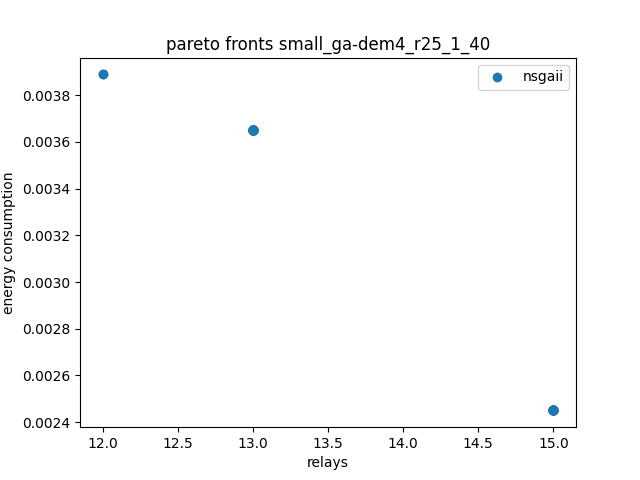 pareto fronts small_ga-dem4_r25_1_40
nsgaii
0.0038
0.0036
0.0034
0.0032
0.0030
0.0028
0.0026
0.0024
energy consumption
12.0 12.5 13.0 13.5 14.0 14.5 15.0
relays